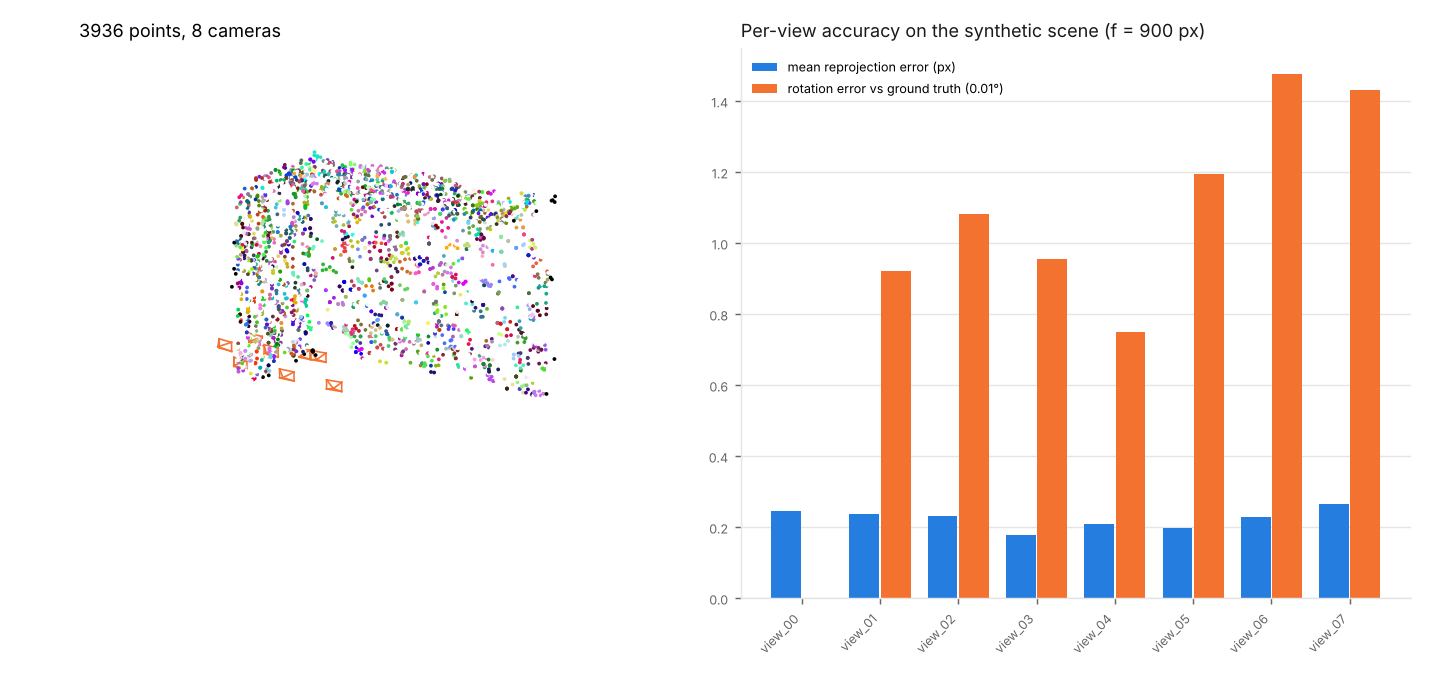 3936 points, 8 cameras
Per-view accuracy on the synthetic scene (f = 900 px)
mean reprojection error (px)
rotation error vs ground truth (0.01°)
1.4
1.2
1.0
0.8
0.6
0.4
0.2
0.0
view_00
view_01
view_02
view_03
view_04
view_05
view_06
view_07